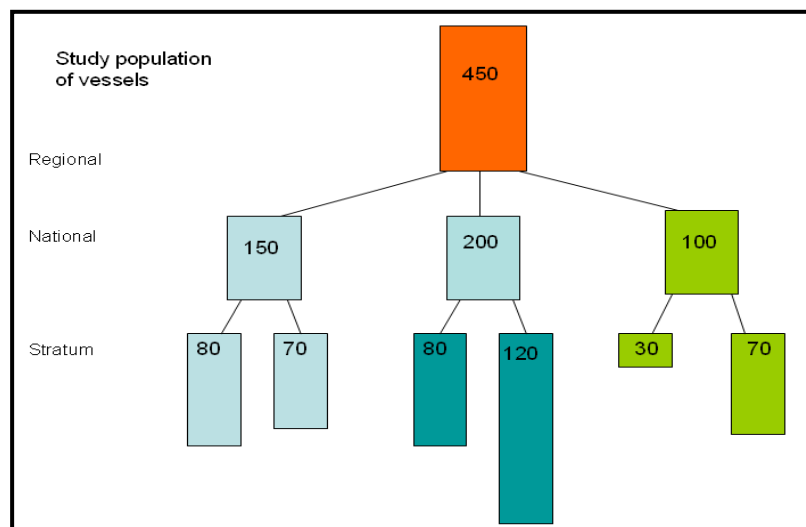 Study population
of vessels
450
Regional
National
150
200
100
Stratum
80
70
80
120
30
70